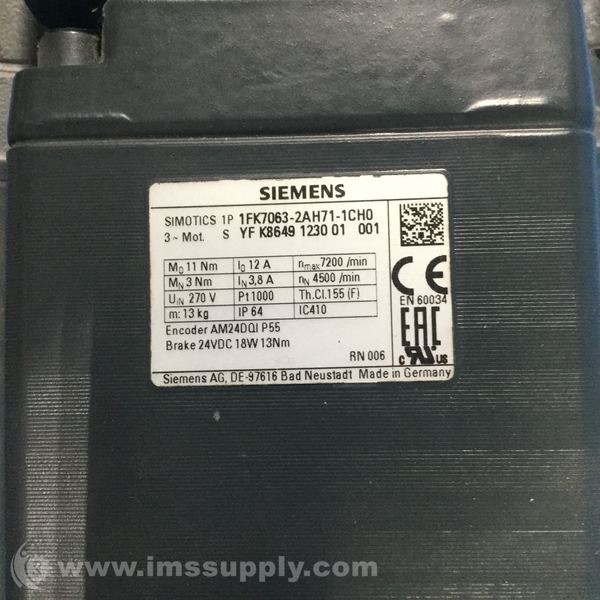 SIEMENS
SIMOTICS 1P 1FK7063-2AH71-1CH0
3~ Mot. S YF K8649 1230 01 001
M0 11 Nm I0 12 A nmax 7200 /min
MN 3 Nm IN 3,8 A nN 4500 /min
UIN 270 V Pt1000 Th.Cl.155 (F)
m: 13 kg IP 64 IC410
CE
EN 60034
Encoder AM24DQI P55
Brake 24VDC 18W 13Nm
EAC
c UR us
RN 006
Siemens AG, DE-97616 Bad Neustadt Made in Germany
www.imssupply.com